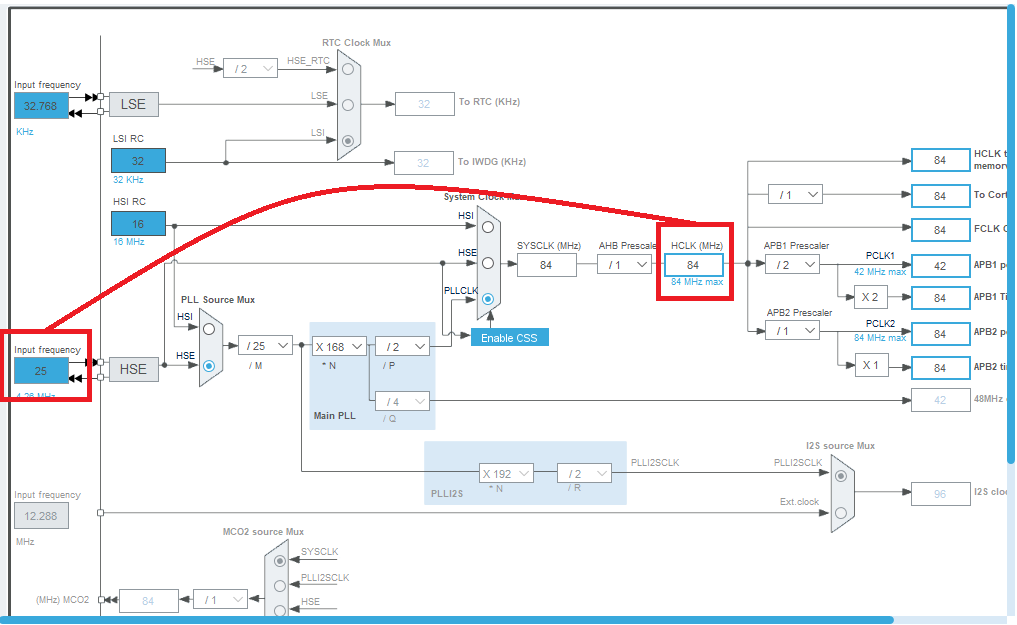 RTC Clock Mux
HSE
/ 2
HSE_RTC
Input frequency
32.768
KHz
LSE
LSE
32
To RTC (KHz)
LSI RC
LSI
32
32 KHz
32
To IWDG (KHz)
HSI RC
16
16 MHz
System Clock
HSI
HSE
PLLCLK
SYSCLK (MHz)
84
AHB Prescale
/ 1
HCLK (MHz)
84
84 MHz max
84
HCLK t
memor
/ 1
84
To Cort
84
FCLK C
APB1 Prescaler
/ 2
PCLK1
42 MHz max
42
APB1 p
X 2
84
APB1 Ti
APB2 Prescaler
/ 1
PCLK2
84 MHz max
84
APB2 p
X 1
84
APB2 ti
PLL Source Mux
HSI
HSE
Enable CSS
Input frequency
25
HSE
/ 25
/ M
X 168
* N
/ 2
/ P
/ 4
/ Q
Main PLL
42
48MHz
I2S source Mux
X 192
* N
/ 2
/ R
PLLI2S
PLLI2SCLK
PLLI2SCLK
Ext.clock
96
I2S cloc
Input frequency
12.288
MHz
MCO2 source Mux
SYSCLK
PLLI2SCLK
HSE
(MHz) MCO2
84
/ 1